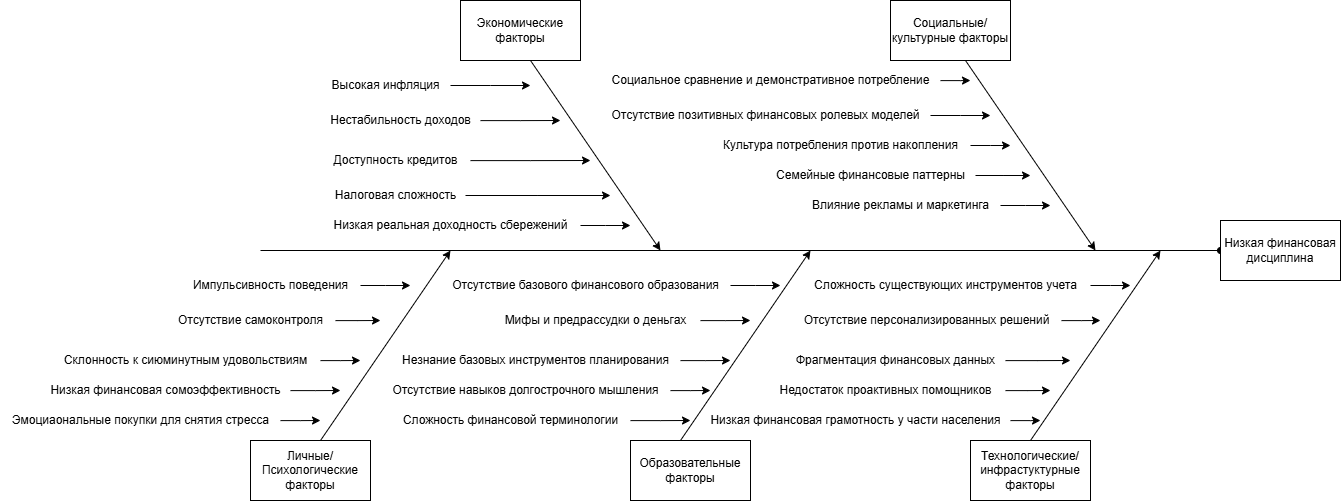 Экономические
факторы
Социальные/
культурные факторы
Высокая инфляция
Нестабильность доходов
Доступность кредитов
Налоговая сложность
Низкая реальная доходность сбережений
Социальное сравнение и демонстративное потребление
Отсутствие позитивных финансовых ролевых моделей
Культура потребления против накопления
Семейные финансовые паттерны
Влияние рекламы и маркетинга
Низкая финансовая
дисциплина
Импульсивность поведения
Отсутствие самоконтроля
Склонность к сиюминутным удовольствиям
Низкая финансовая сомоэффективность
Эмоциаональные покупки для снятия стресса
Отсутствие базового финансового образования
Мифы и предрассудки о деньгах
Незнание базовых инструментов планирования
Отсутствие навыков долгострочного мышления
Сложность финансовой терминологии
Сложность существующих инструментов учета
Отсутствие персонализированных решений
Фрагментация финансовых данных
Недостаток проактивных помощников
Низкая финансовая грамотность у части населения
Личные/
Психологические
факторы
Образовательные
факторы
Технологические/
инфрастуктурные
факторы